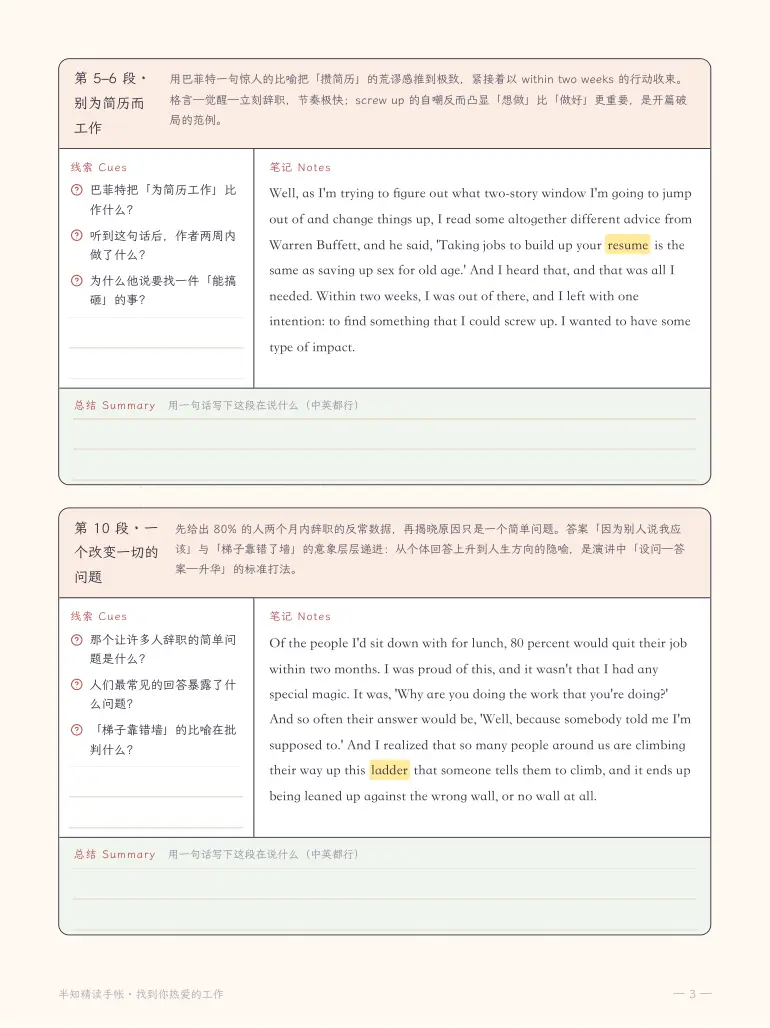 第 5–6 段·
别为简历而
工作
用巴菲特一句惊人的比喻把「攒简历」的荒谬感推到极致，紧接着以 within two weeks 的行动收束。
格言—觉醒—立刻辞职，节奏极快；screw up 的自嘲反而凸显「想做」比「做好」更重要，是开篇破
局的范例。
线索 Cues
巴菲特把「为简历工作」比
作什么？
听到这句话后，作者两周内
做了什么？
为什么他说要找一件「能搞
砸」的事？
笔记 Notes
Well, as I'm trying to figure out what two-story window I'm going to jump
out of and change things up, I read some altogether different advice from
Warren Buffett, and he said, 'Taking jobs to build up your resume is the
same as saving up sex for old age.' And I heard that, and that was all I
needed. Within two weeks, I was out of there, and I left with one
intention: to find something that I could screw up. I wanted to have some
type of impact.
总结 Summary 用一句话写下这段在说什么（中英都行）
第 10 段·一
个改变一切的
问题
先给出 80% 的人两个月内辞职的反常数据，再揭晓原因只是一个简单问题。答案「因为别人说我应
该」与「梯子靠错了墙」的意象层层递进：从个体回答上升到人生方向的隐喻，是演讲中「设问—答
案—升华」的标准打法。
线索 Cues
那个让许多人辞职的简单问
题是什么？
人们最常见的回答暴露了什
么问题？
「梯子靠错墙」的比喻在批
判什么？
笔记 Notes
Of the people I'd sit down with for lunch, 80 percent would quit their job
within two months. I was proud of this, and it wasn't that I had any
special magic. It was, 'Why are you doing the work that you're doing?'
And so often their answer would be, 'Well, because somebody told me I'm
supposed to.' And I realized that so many people around us are climbing
their way up this ladder that someone tells them to climb, and it ends up
being leaned up against the wrong wall, or no wall at all.
总结 Summary 用一句话写下这段在说什么（中英都行）
半知精读手帐·找到你热爱的工作
— 3 —